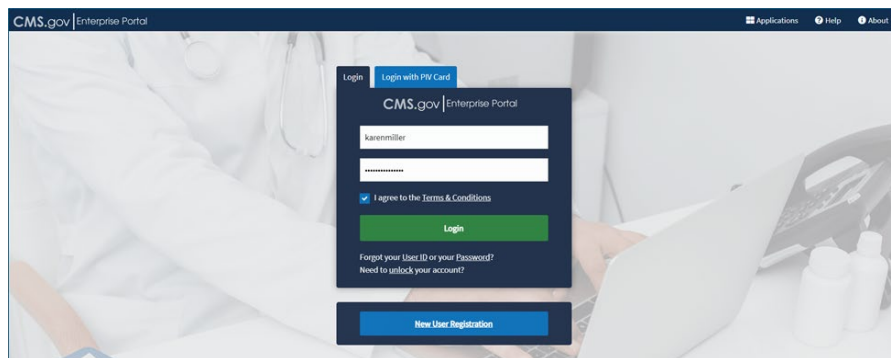 CMS.gov Enterprise Portal
Applications Help About
Login Login with PIV Card
CMS.gov Enterprise Portal
karenmiller
•••••••••••••••
I agree to the Terms & Conditions
Login
Forgot your User ID or your Password?
Need to unlock your account?
New User Registration